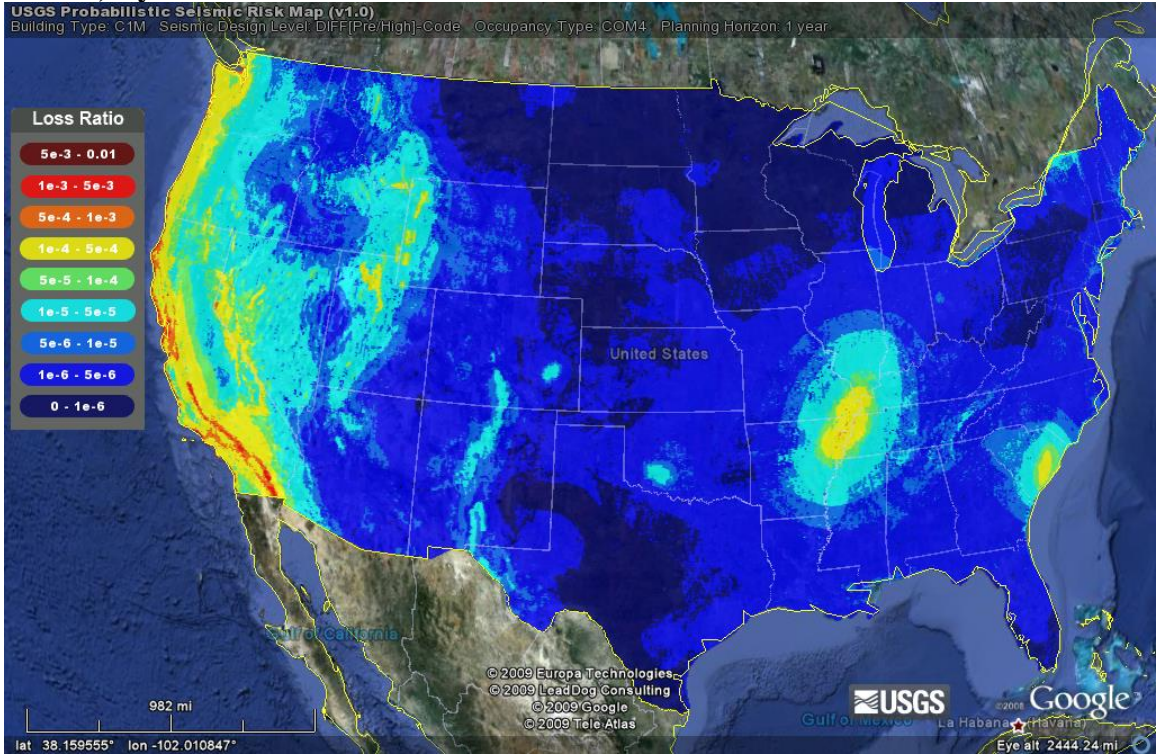 USGS Probabilistic Seismic Risk Map (v1.0)
Building Type: C1M Seismic Design Level: DIFF[Pre/High]-Code Occupancy Type: COM4 Planning Horizon: 1 year
Loss Ratio
5e-3 - 0.01
1e-3 - 5e-3
5e-4 - 1e-3
1e-4 - 5e-4
5e-5 - 1e-4
1e-5 - 5e-5
5e-6 - 1e-5
1e-6 - 5e-6
0 - 1e-6
United States
Gulf of California
© 2009 Europa Technologies
© 2009 LeadDog Consulting
© 2009 Google
© 2009 Tele Atlas
USGS
©2008 Google
Gulf of Mexico
La Habana (Havana)
982 mi
lat 38.159555° lon -102.010847°
Eye alt 2444.24 mi